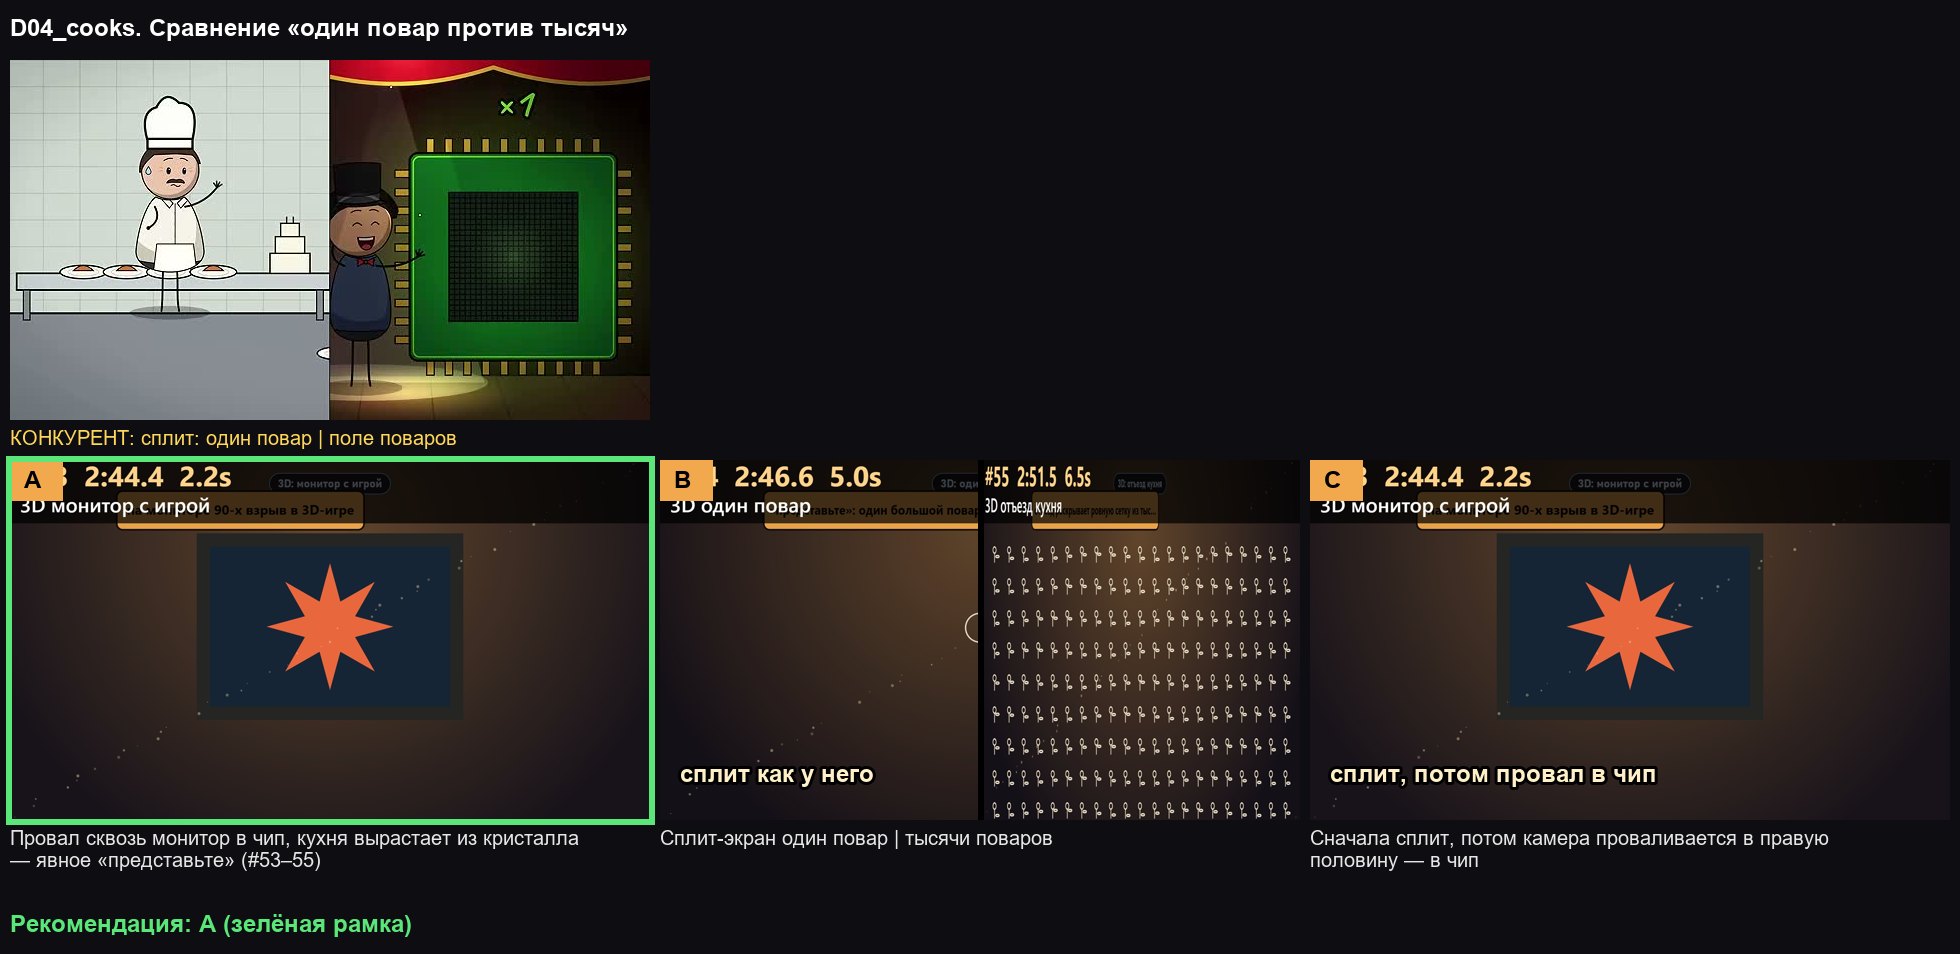 D04_cooks. Сравнение «один повар против тысяч»
×1
КОНКУРЕНТ: сплит: один повар | поле поваров
A
2:44.4 2.2s
3D: монитор с игрой
3D монитор с игрой
90-х взрыв в 3D-игре
B
2:46.6 5.0s
3D один повар
один большой
#55 2:51.5 6.5s
3D: отъезд кухня
3D отъезд кухня
сплит как у него
C
2:44.4 2.2s
3D: монитор с игрой
3D монитор с игрой
90-х взрыв в 3D-игре
сплит, потом провал в чип
Провал сквозь монитор в чип, кухня вырастает из кристалла
— явное «представьте» (#53–55)
Сплит-экран один повар | тысячи поваров
Сначала сплит, потом камера проваливается в правую
половину — в чип
Рекомендация: A (зелёная рамка)